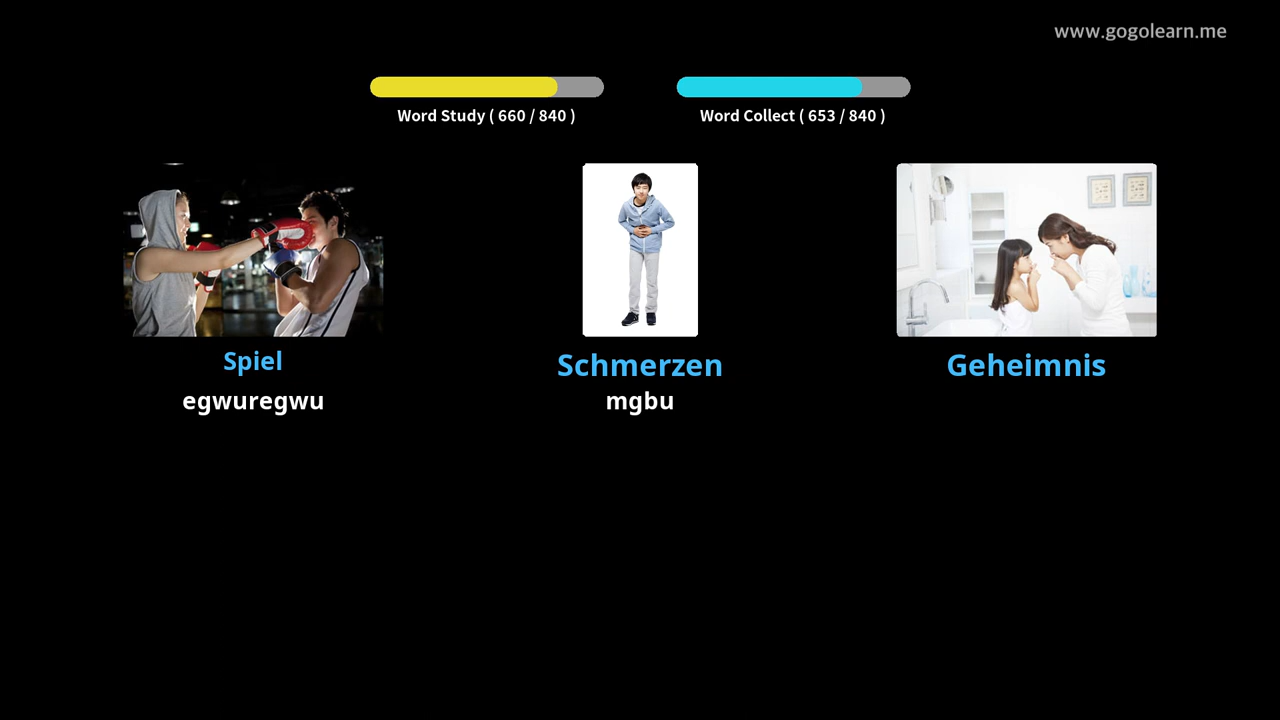 www.gogolearn.me
Word Study ( 660 / 840 )
Word Collect ( 653 / 840 )
Spiel
egwuregwu
Schmerzen
mgbu
Geheimnis